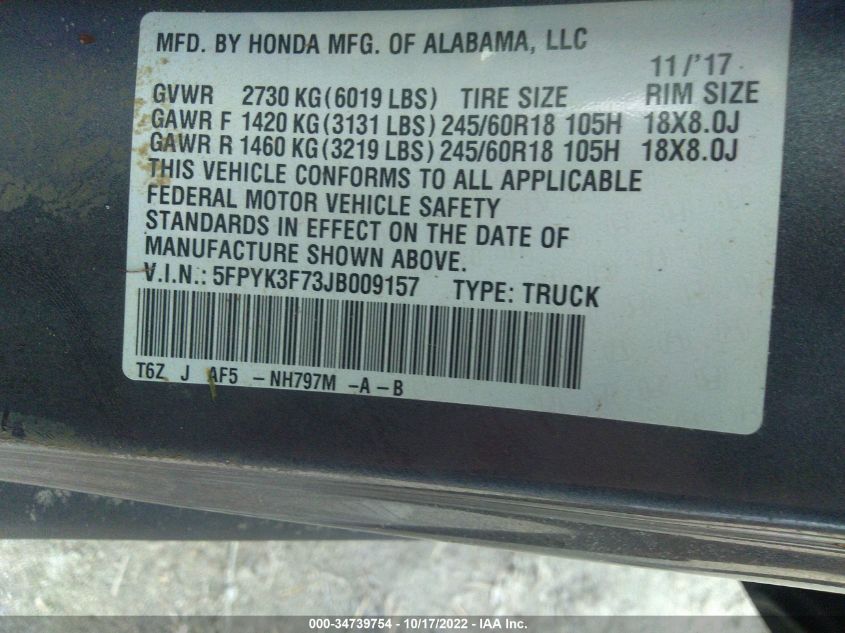 MFD. BY HONDA MFG. OF ALABAMA, LLC
11/'17
GVWR 2730 KG(6019 LBS) TIRE SIZE RIM SIZE
GAWR F 1420 KG(3131 LBS) 245/60R18 105H 18X8.0J
GAWR R 1460 KG(3219 LBS) 245/60R18 105H 18X8.0J
THIS VEHICLE CONFORMS TO ALL APPLICABLE
FEDERAL MOTOR VEHICLE SAFETY
STANDARDS IN EFFECT ON THE DATE OF
MANUFACTURE SHOWN ABOVE.
V.I.N.: 5FPYK3F73JB009157 TYPE: TRUCK
T6Z J AF5 -NH797M -A-B
000-34739754 - 10/17/2022 - IAA Inc.